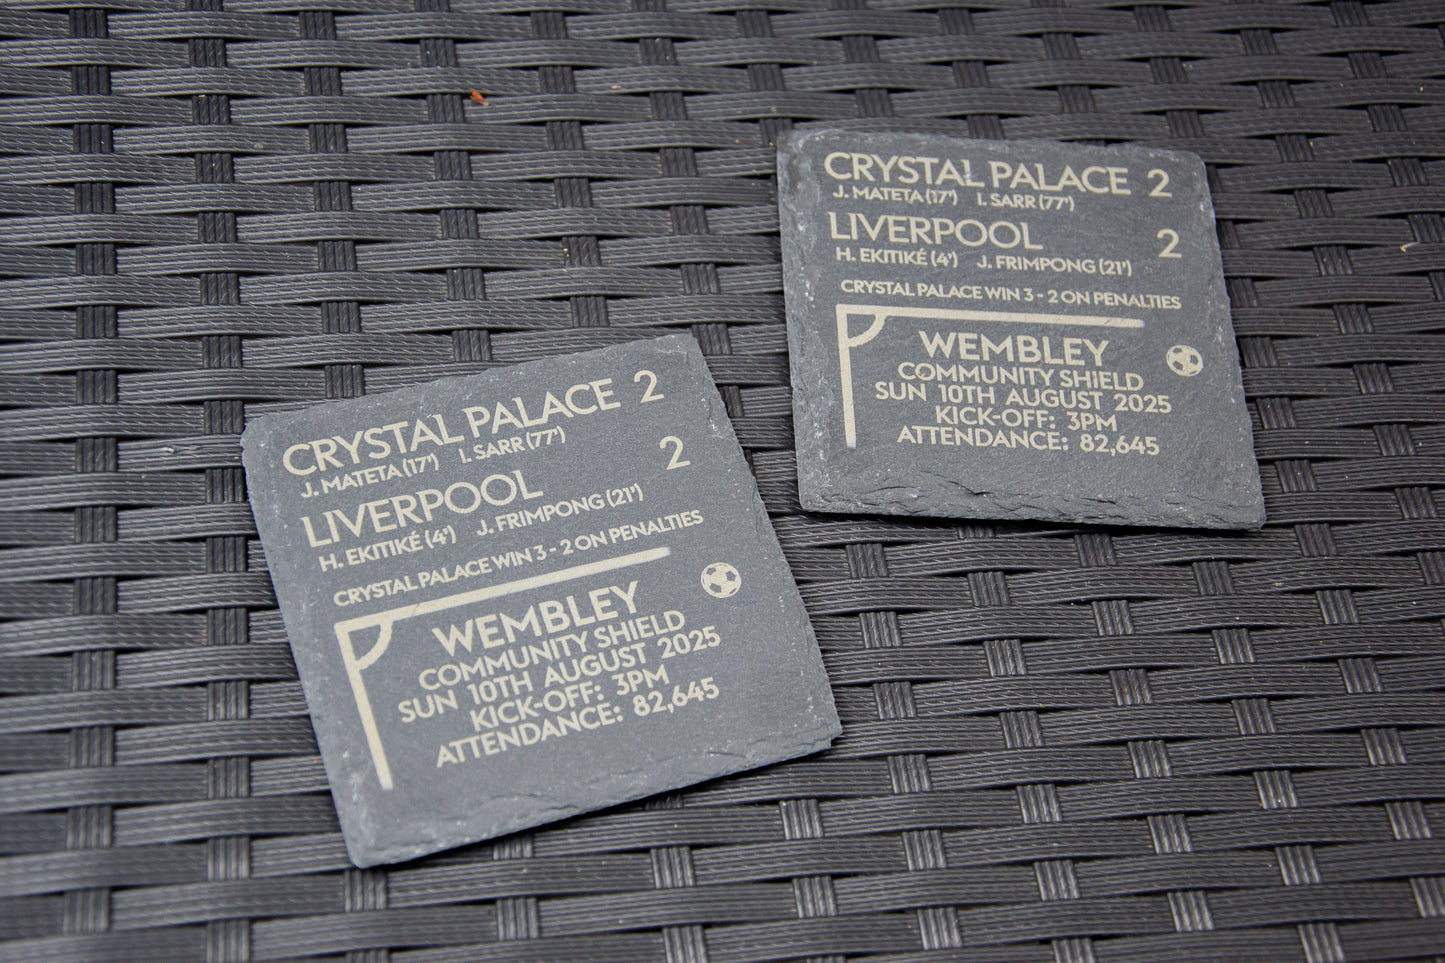 CRYSTAL PALACE 2
J. MATETA (17') I. SARR (77')
LIVERPOOL 2
H. EKITIKÉ (4') J. FRIMPONG (21')
CRYSTAL PALACE WIN 3 - 2 ON PENALTIES
WEMBLEY
COMMUNITY SHIELD
SUN 10TH AUGUST 2025
KICK-OFF: 3PM
ATTENDANCE: 82,645
CRYSTAL PALACE 2
J. MATETA (17') I. SARR (77')
LIVERPOOL 2
H. EKITIKÉ (4') J. FRIMPONG (21')
CRYSTAL PALACE WIN 3 - 2 ON PENALTIES
WEMBLEY
COMMUNITY SHIELD
SUN 10TH AUGUST 2025
KICK-OFF: 3PM
ATTENDANCE: 82,645